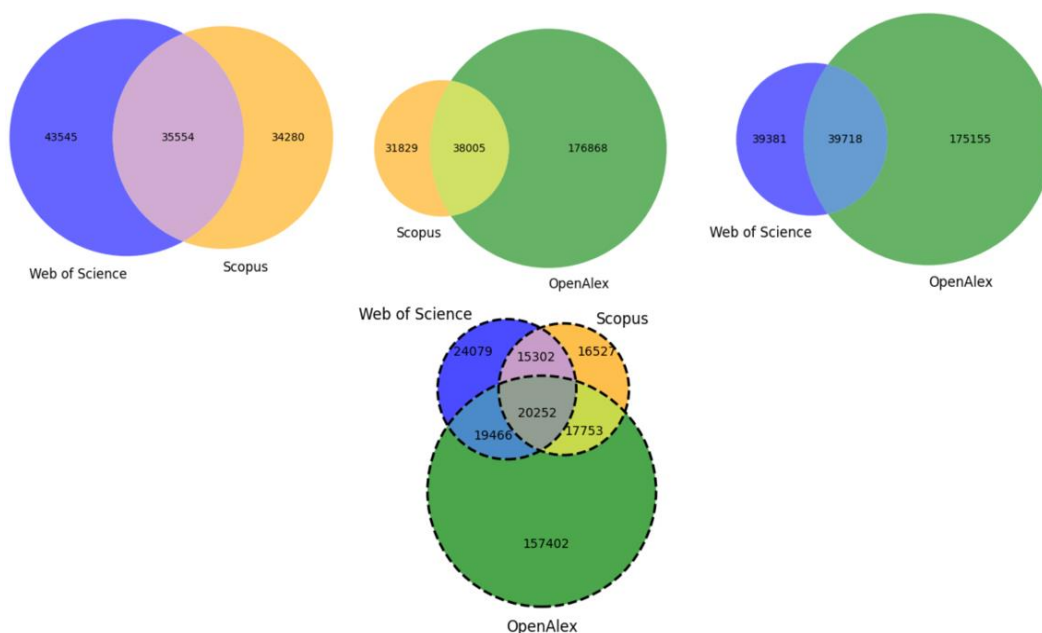 43545 35554 34280
Web of Science Scopus
31829 38005 176868
Scopus
OpenAlex
39381 39718 175155
Web of Science
OpenAlex
Web of Science Scopus
24079 15302 16527
20252
19466 17753
157402
OpenAlex